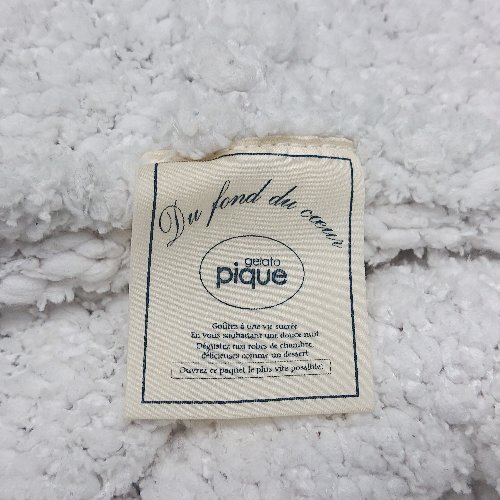 Du fond du cœur
gelato
pique
Goûtez à une vie sucrée
En vous souhaitant une douce nuit
Dégustez nos robes de chambre
délicieuses comme un dessert
Ouvrez ce paquet le plus vite possible!